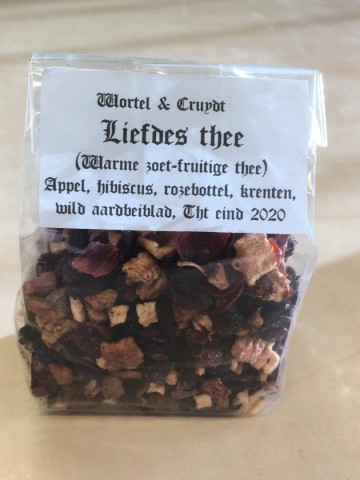 Wortel & Cruydt
Liefdes thee
(Warme zoet-fruitige thee)
Appel, hibiscus, rozebottel, krenten,
wild aardbeiblad, Tht eind 2020